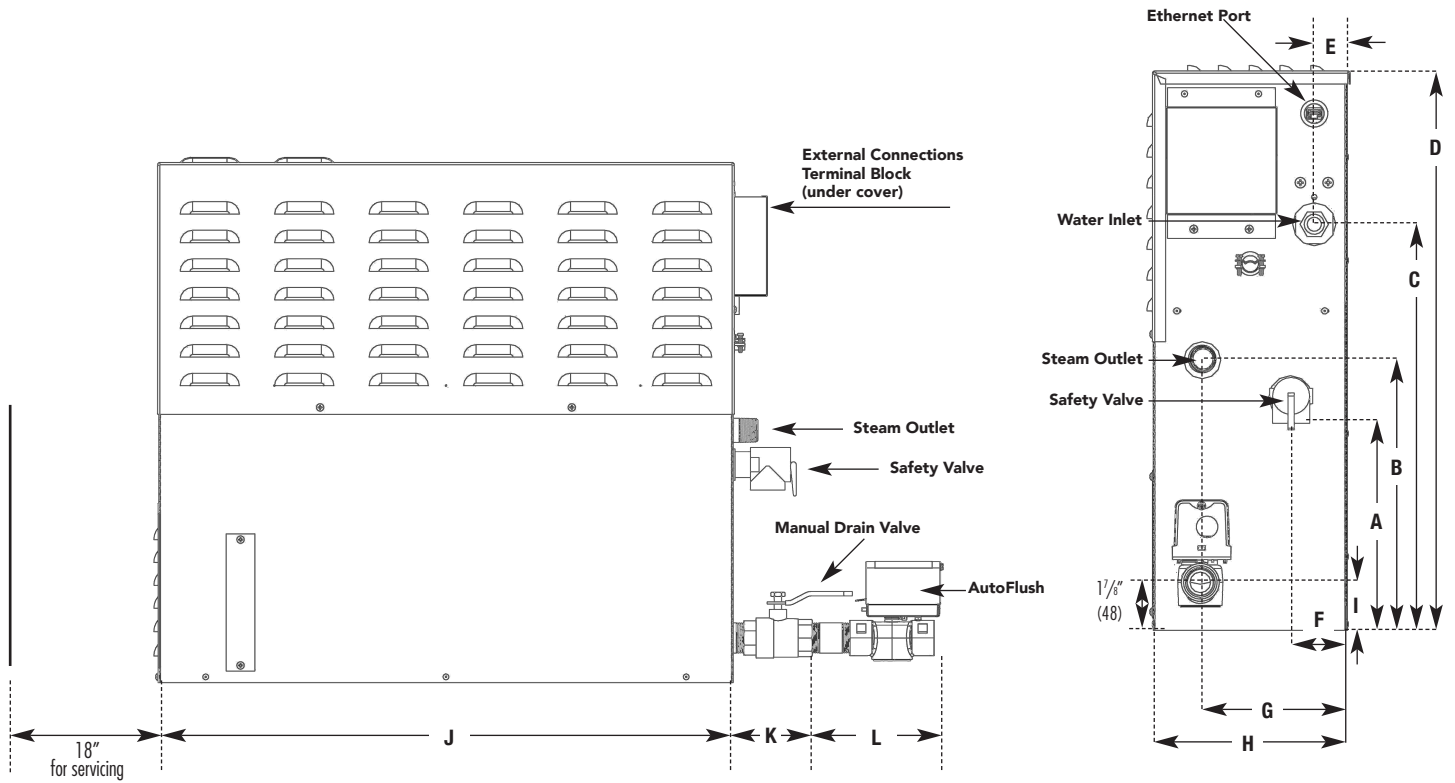 External Connections
Terminal Block
(under cover)
Steam Outlet
Safety Valve
Manual Drain Valve
AutoFlush
18″
for servicing
J
K
L
Ethernet Port
E
D
Water Inlet
C
Steam Outlet
Safety Valve
B
A
1⅞″
(48)
I
F
G
H